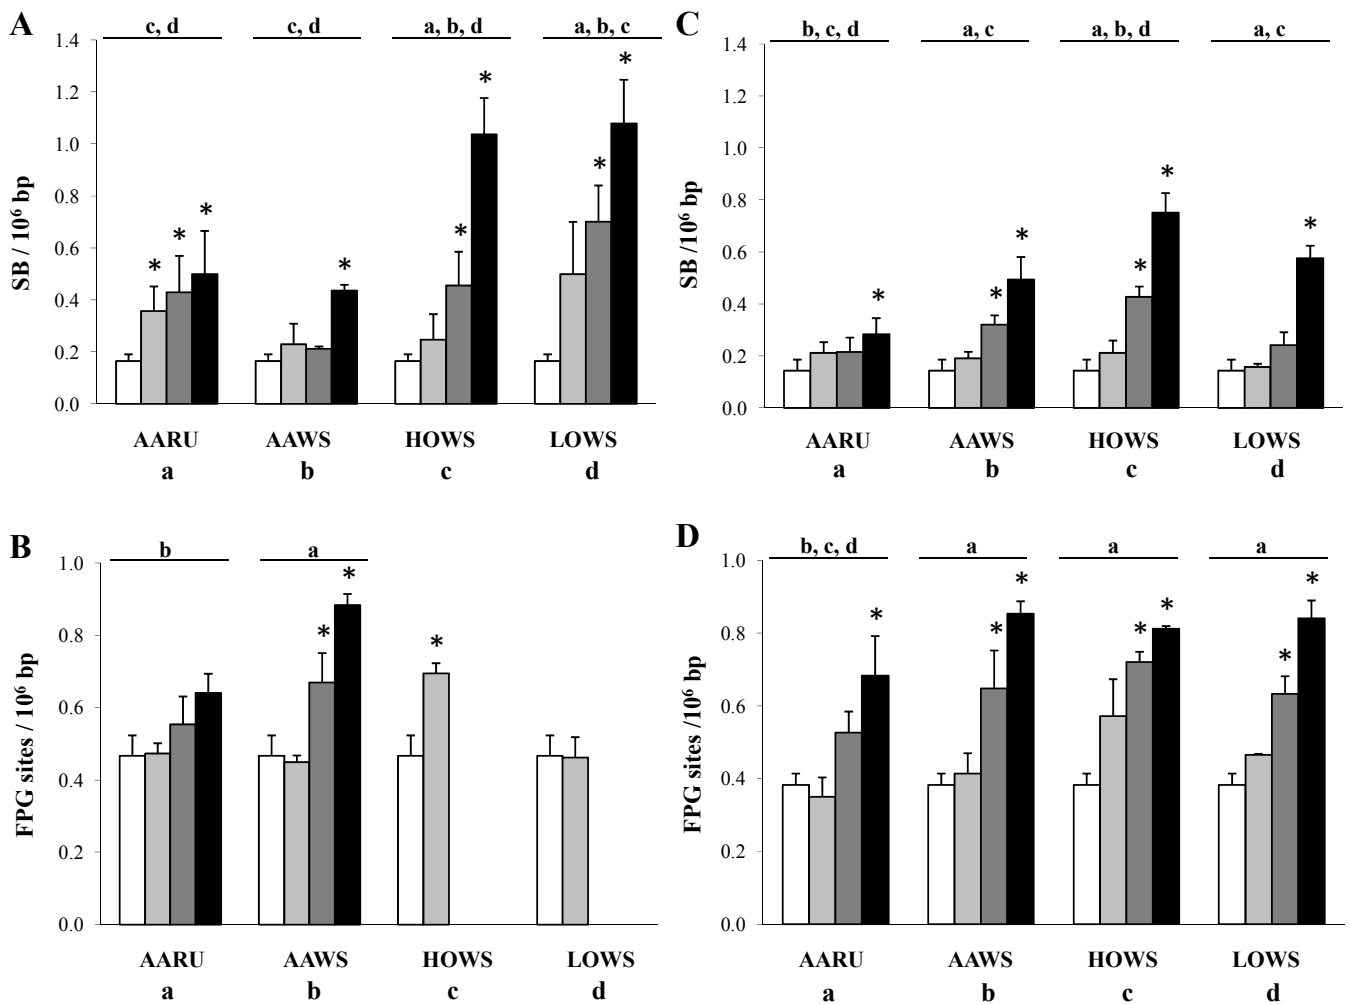 A
c, d
c, d
a, b, d
a, b, c
1.4
1.2
1.0
0.8
0.6
0.4
0.2
0.0
SB / 10⁶ bp
* * *
*
* *
* *
AARU
AAWS
HOWS
LOWS
a
b
c
d
C
b, c, d
a, c
a, b, d
a, c
1.4
1.2
1.0
0.8
0.6
0.4
0.2
0.0
SB /10⁶ bp
*
* *
* *
*
AARU
AAWS
HOWS
LOWS
a
b
c
d
B
b
a
1.0
0.8
0.6
0.4
0.2
0.0
FPG sites / 10⁶ bp
* *
*
AARU
AAWS
HOWS
LOWS
a
b
c
d
D
b, c, d
a
a
a
1.0
0.8
0.6
0.4
0.2
0.0
FPG sites /10⁶ bp
*
* *
* *
* *
AARU
AAWS
HOWS
LOWS
a
b
c
d